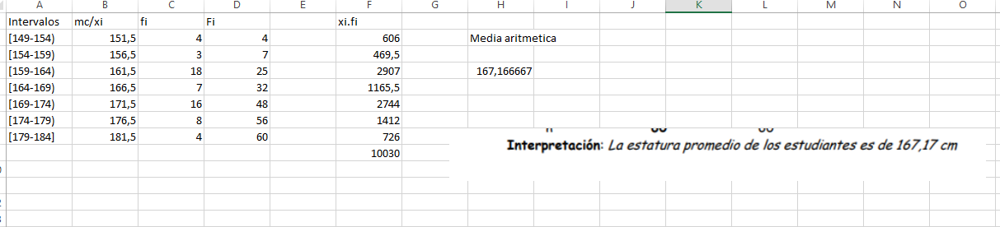 A B C D E F G H I J K L M N O
Intervalos mc/xi fi Fi xi.fi
[149-154) 151,5 4 4 606 Media aritmetica
[154-159) 156,5 3 7 469,5
[159-164) 161,5 18 25 2907 167,166667
[164-169) 166,5 7 32 1165,5
[169-174) 171,5 16 48 2744
[174-179) 176,5 8 56 1412
[179-184] 181,5 4 60 726
Interpretación: La estatura promedio de los estudiantes es de 167,17 cm
10030